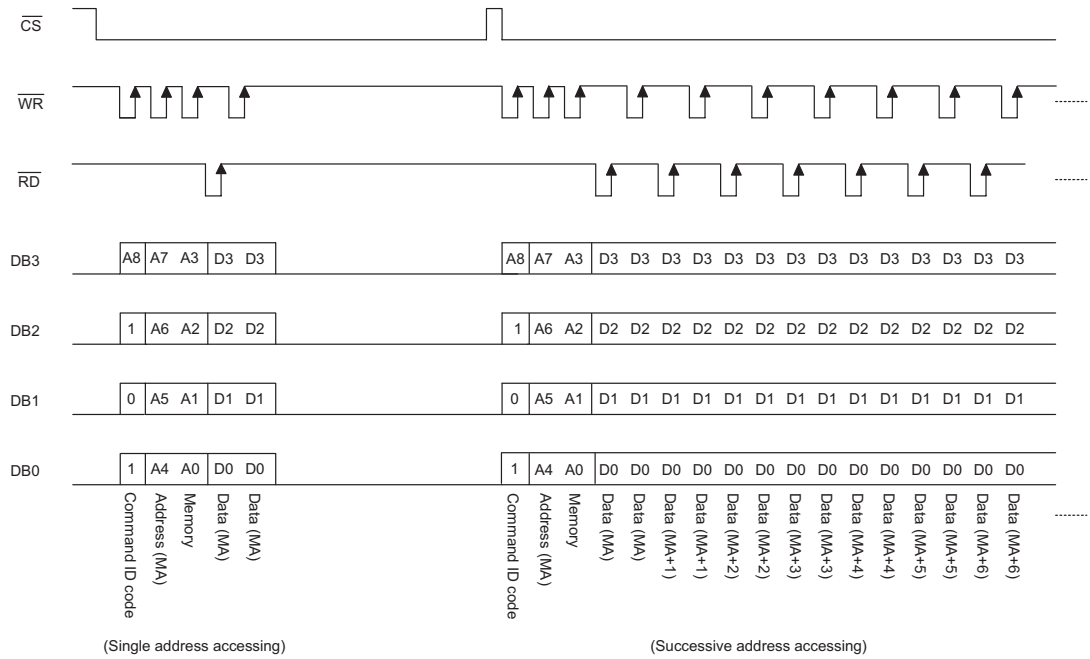 CS
WR
RD
DB3 A8 A7 A3 D3 D3 A8 A7 A3 D3 D3 D3 D3 D3 D3 D3 D3 D3 D3 D3 D3 D3 D3
DB2 1 A6 A2 D2 D2 1 A6 A2 D2 D2 D2 D2 D2 D2 D2 D2 D2 D2 D2 D2 D2 D2
DB1 0 A5 A1 D1 D1 0 A5 A1 D1 D1 D1 D1 D1 D1 D1 D1 D1 D1 D1 D1 D1 D1
DB0 1 A4 A0 D0 D0 1 A4 A0 D0 D0 D0 D0 D0 D0 D0 D0 D0 D0 D0 D0 D0 D0
Command ID code
Address (MA)
Memory
Data (MA)
Data (MA)
Command ID code
Address (MA)
Memory
Data (MA)
Data (MA)
Data (MA+1)
Data (MA+1)
Data (MA+2)
Data (MA+2)
Data (MA+3)
Data (MA+3)
Data (MA+4)
Data (MA+4)
Data (MA+5)
Data (MA+5)
Data (MA+6)
Data (MA+6)
(Single address accessing)
(Successive address accessing)